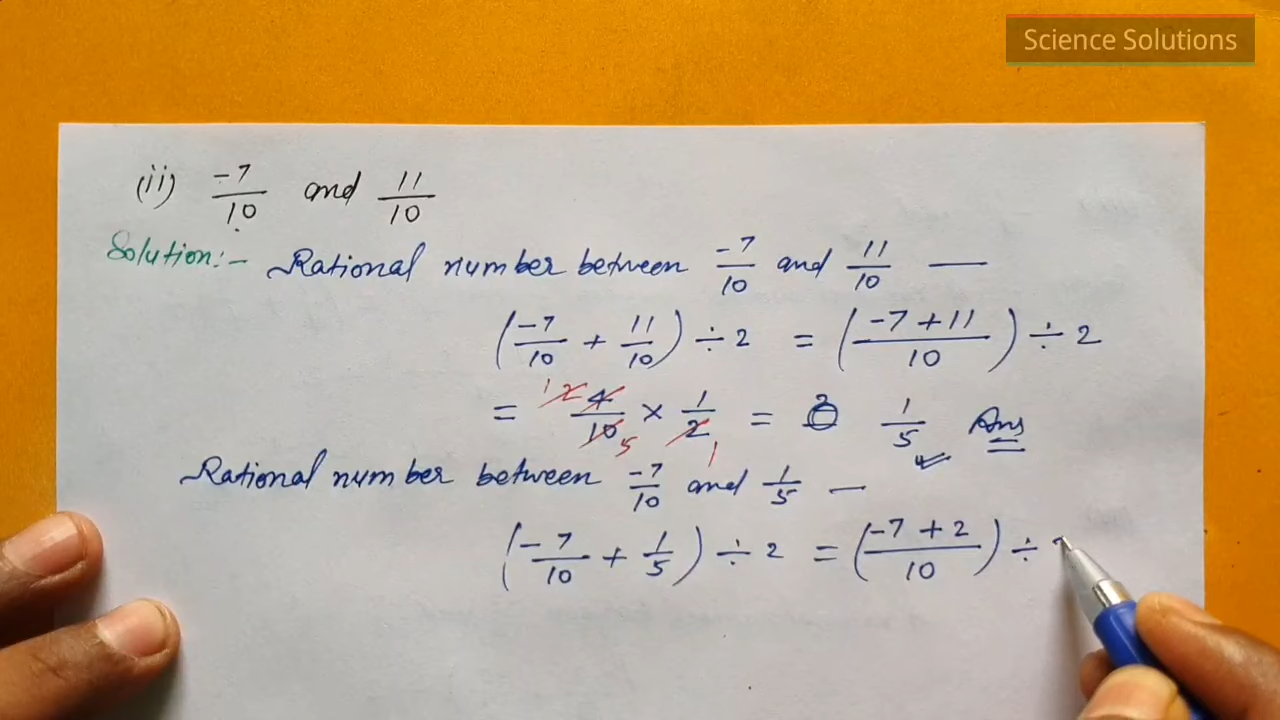 Science Solutions
(ii) -7/10 and 11/10
Solution:- Rational number between -7/10 and 11/10 —
(-7/10 + 11/10) ÷ 2 = (-7+11/10) ÷ 2
= 4/10 × 1/2 = 1/5 Ans
Rational number between -7/10 and 1/5 —
(-7/10 + 1/5) ÷ 2 = (-7+2/10) ÷